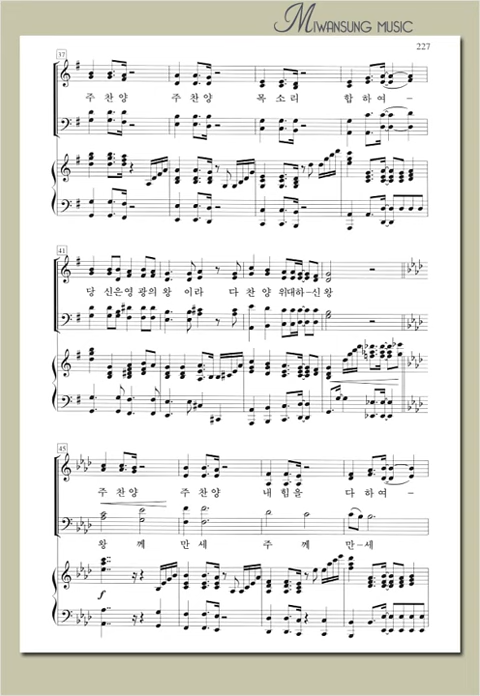 MIWANSUNG MUSIC
227
37
주 찬 양 주 찬 양 목 소 리 합 하 여 -
41
당 신은 영 광의 왕 이라 다 찬 양 위대하-신 왕
45
주 찬 양 주 찬 양 내 힘 을 다 하 여 -
왕 께 만 세 주 께 만-세
f